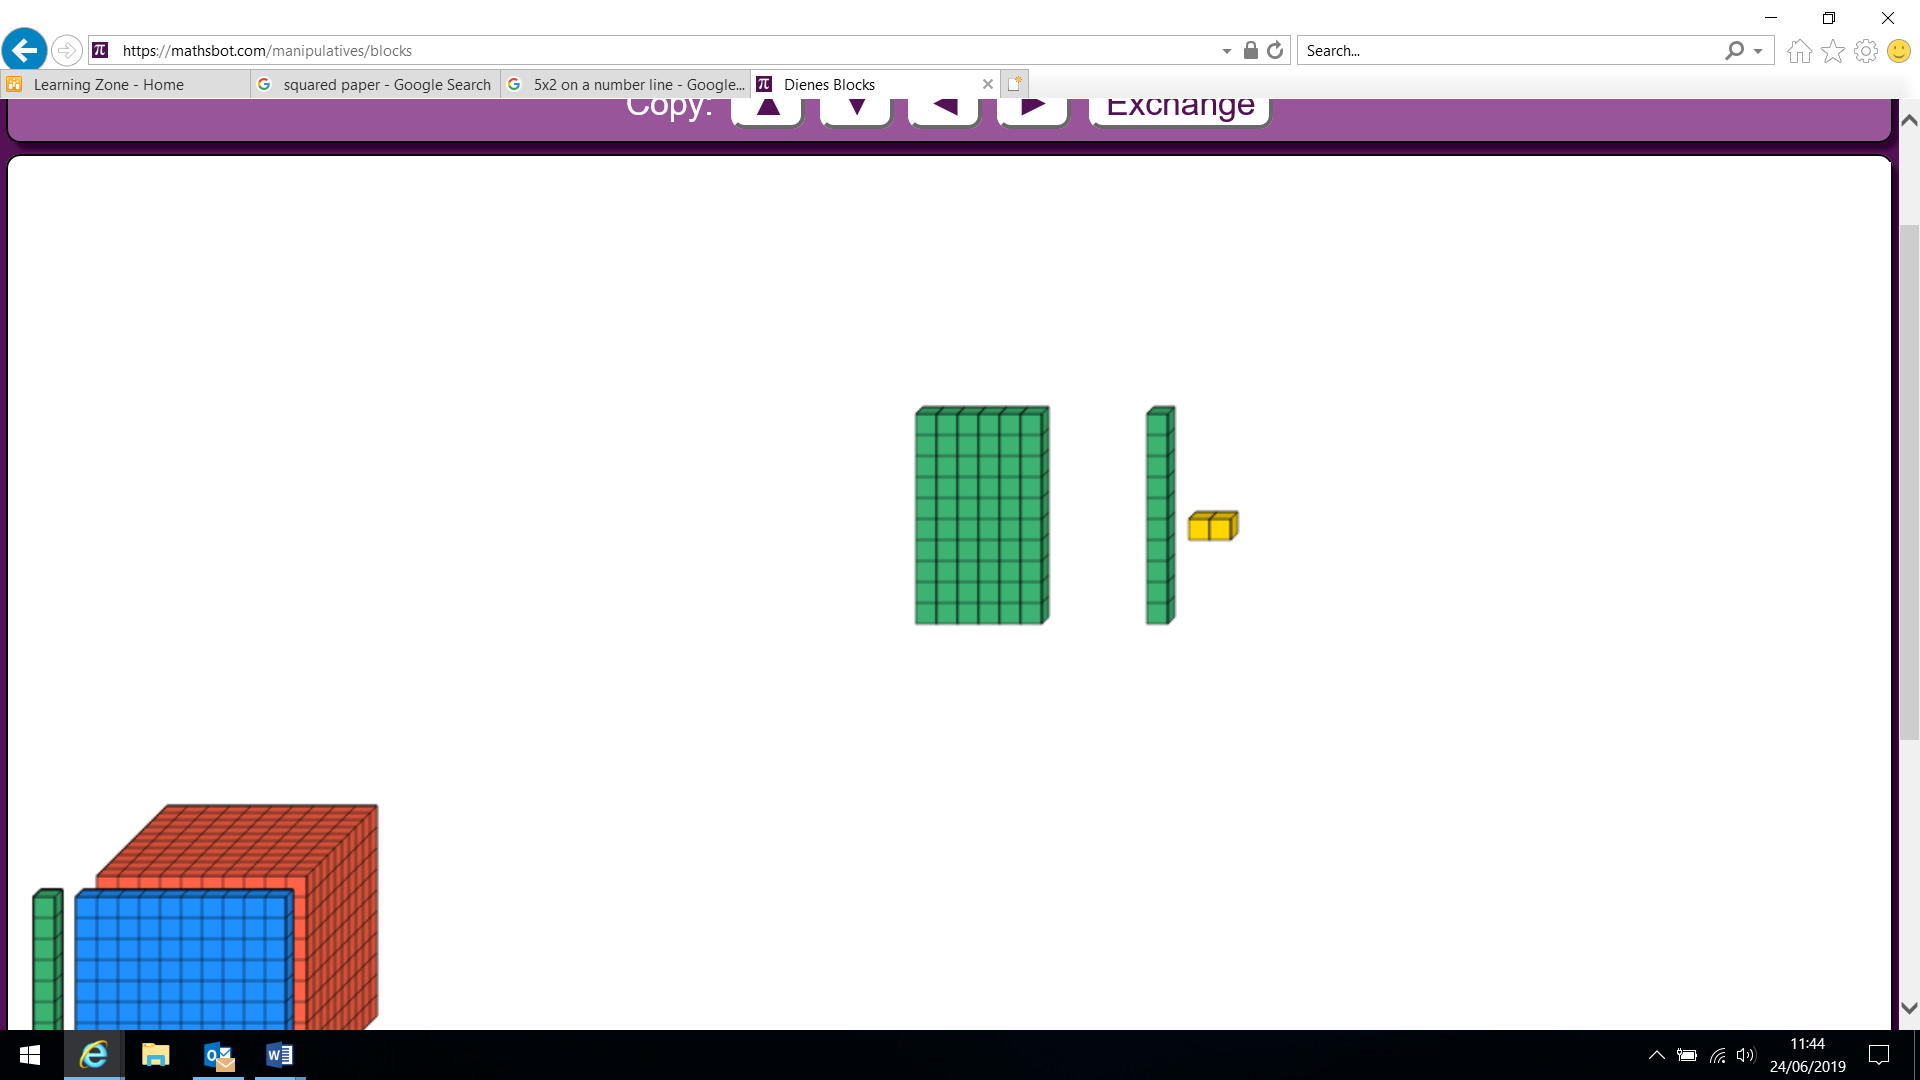 https://mathsbot.com/manipulatives/blocks
Search...
Learning Zone - Home
squared paper - Google Search
5x2 on a number line - Google...
Dienes Blocks
Copy:
Exchange
11:44
24/06/2019